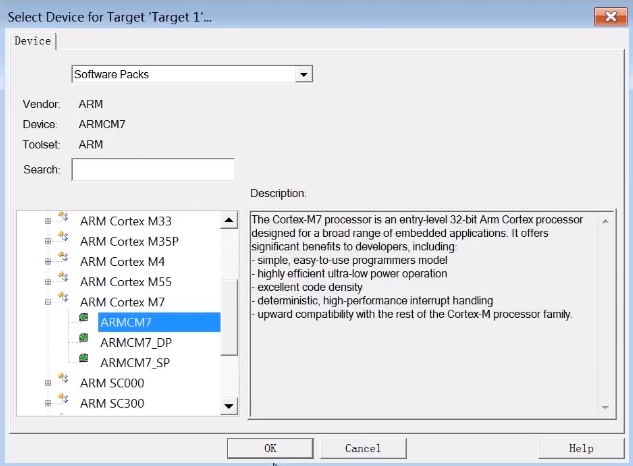 Select Device for Target 'Target 1'...
Device
Software Packs
Vendor: ARM
Device: ARMCM7
Toolset: ARM
Search:
Description:
ARM Cortex M33
ARM Cortex M35P
ARM Cortex M4
ARM Cortex M55
ARM Cortex M7
ARMCM7
ARMCM7_DP
ARMCM7_SP
ARM SC000
ARM SC300
The Cortex-M7 processor is an entry-level 32-bit Arm Cortex processor
designed for a broad range of embedded applications. It offers
significant benefits to developers, including:
- simple, easy-to-use programmers model
- highly efficient ultra-low power operation
- excellent code density
- deterministic, high-performance interrupt handling
- upward compatibility with the rest of the Cortex-M processor family.
OK
Cancel
Help